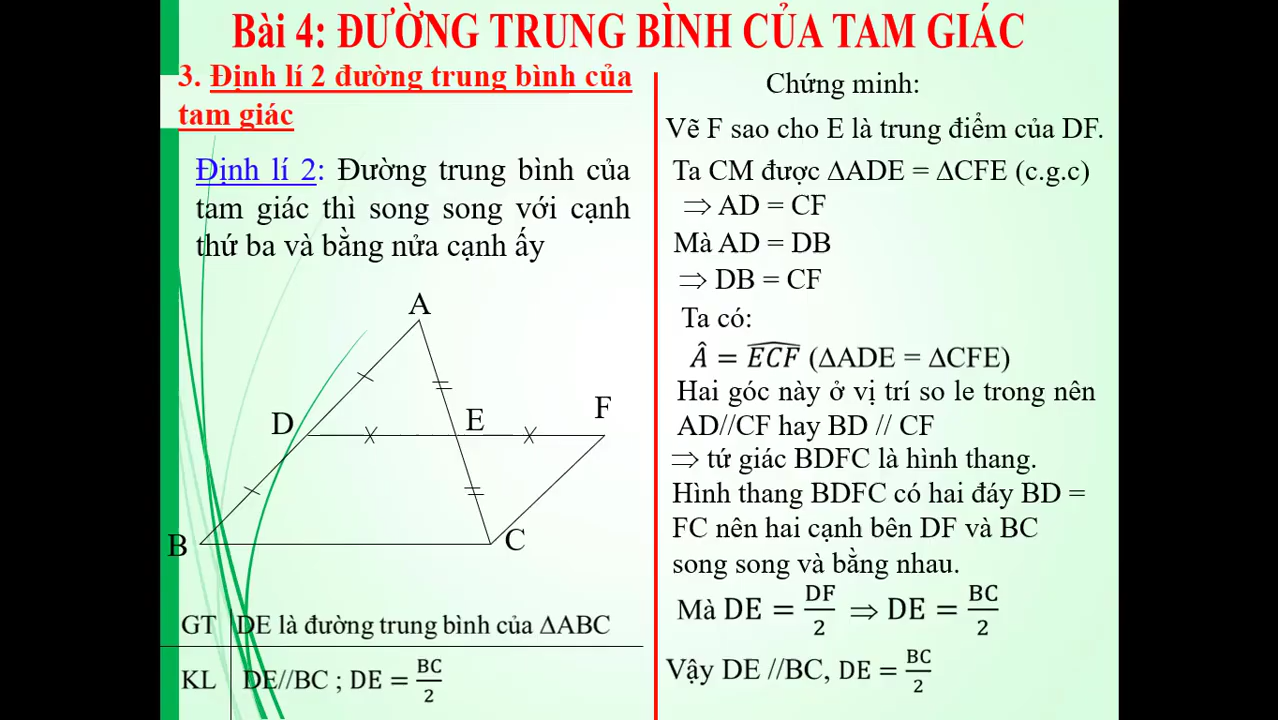 Bài 4: ĐƯỜNG TRUNG BÌNH CỦA TAM GIÁC
3. Định lí 2 đường trung bình của
tam giác
Định lí 2: Đường trung bình của
tam giác thì song song với cạnh
thứ ba và bằng nửa cạnh ấy
A
D
E
F
B
C
GT DE là đường trung bình của ΔABC
KL DE//BC ; DE = BC/2
Chứng minh:
Vẽ F sao cho E là trung điểm của DF.
Ta CM được ΔADE = ΔCFE (c.g.c)
⇒ AD = CF
Mà AD = DB
⇒ DB = CF
Ta có:
Â = \widehat{ECF} (ΔADE = ΔCFE)
Hai góc này ở vị trí so le trong nên
AD//CF hay BD // CF
⇒ tứ giác BDFC là hình thang.
Hình thang BDFC có hai đáy BD =
FC nên hai cạnh bên DF và BC
song song và bằng nhau.
Mà DE = DF/2 ⇒ DE = BC/2
Vậy DE //BC, DE = BC/2